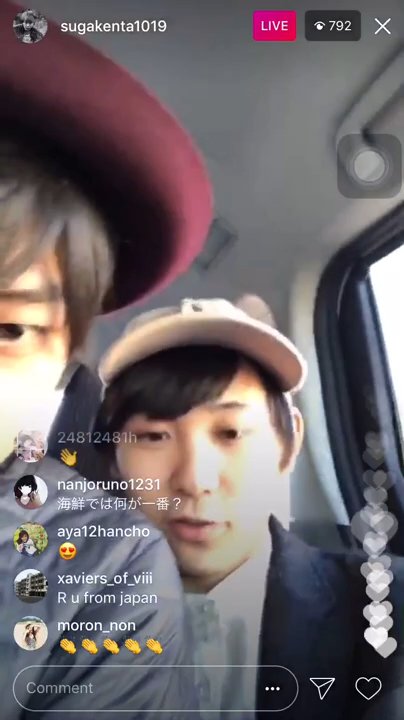 sugakenta1019
LIVE
792
24812481h
👋
nanjoruno1231
海鮮では何が一番？
aya12hancho
😍
xaviers_of_viii
R u from japan
moron_non
👏👏👏👏👏
Comment